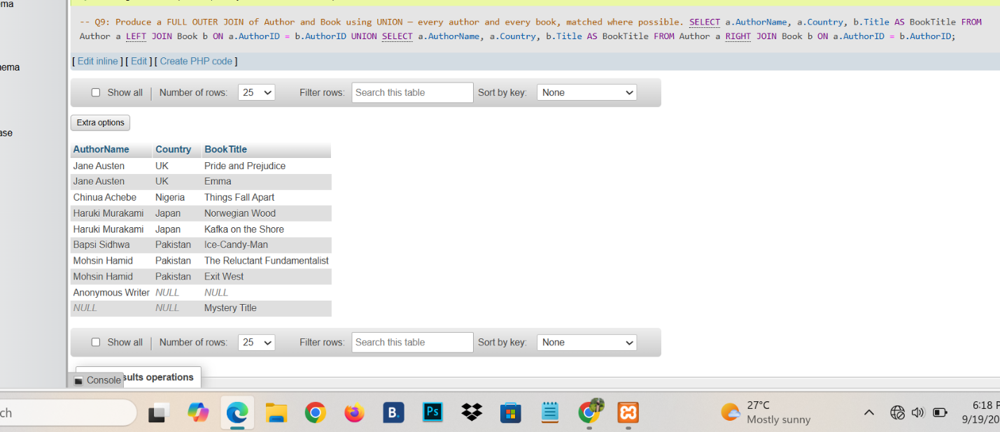 ma
-- Q9: Produce a FULL OUTER JOIN of Author and Book using UNION — every author and every book, matched where possible. SELECT a.AuthorName, a.Country, b.Title AS BookTitle FROM
Author a LEFT JOIN Book b ON a.AuthorID = b.AuthorID UNION SELECT a.AuthorName, a.Country, b.Title AS BookTitle FROM Author a RIGHT JOIN Book b ON a.AuthorID = b.AuthorID;
[ Edit inline ] [ Edit ] [ Create PHP code ]
ema
Show all | Number of rows: 25 Filter rows: Search this table Sort by key: None
Extra options
ase
AuthorName Country BookTitle
Jane Austen UK Pride and Prejudice
Jane Austen UK Emma
Chinua Achebe Nigeria Things Fall Apart
Haruki Murakami Japan Norwegian Wood
Haruki Murakami Japan Kafka on the Shore
Bapsi Sidhwa Pakistan Ice-Candy-Man
Mohsin Hamid Pakistan The Reluctant Fundamentalist
Mohsin Hamid Pakistan Exit West
Anonymous Writer NULL NULL
NULL NULL Mystery Title
Show all | Number of rows: 25 Filter rows: Search this table Sort by key: None
Console sults operations
ch
B.
Ps
27°C
Mostly sunny
6:18 P
9/19/20